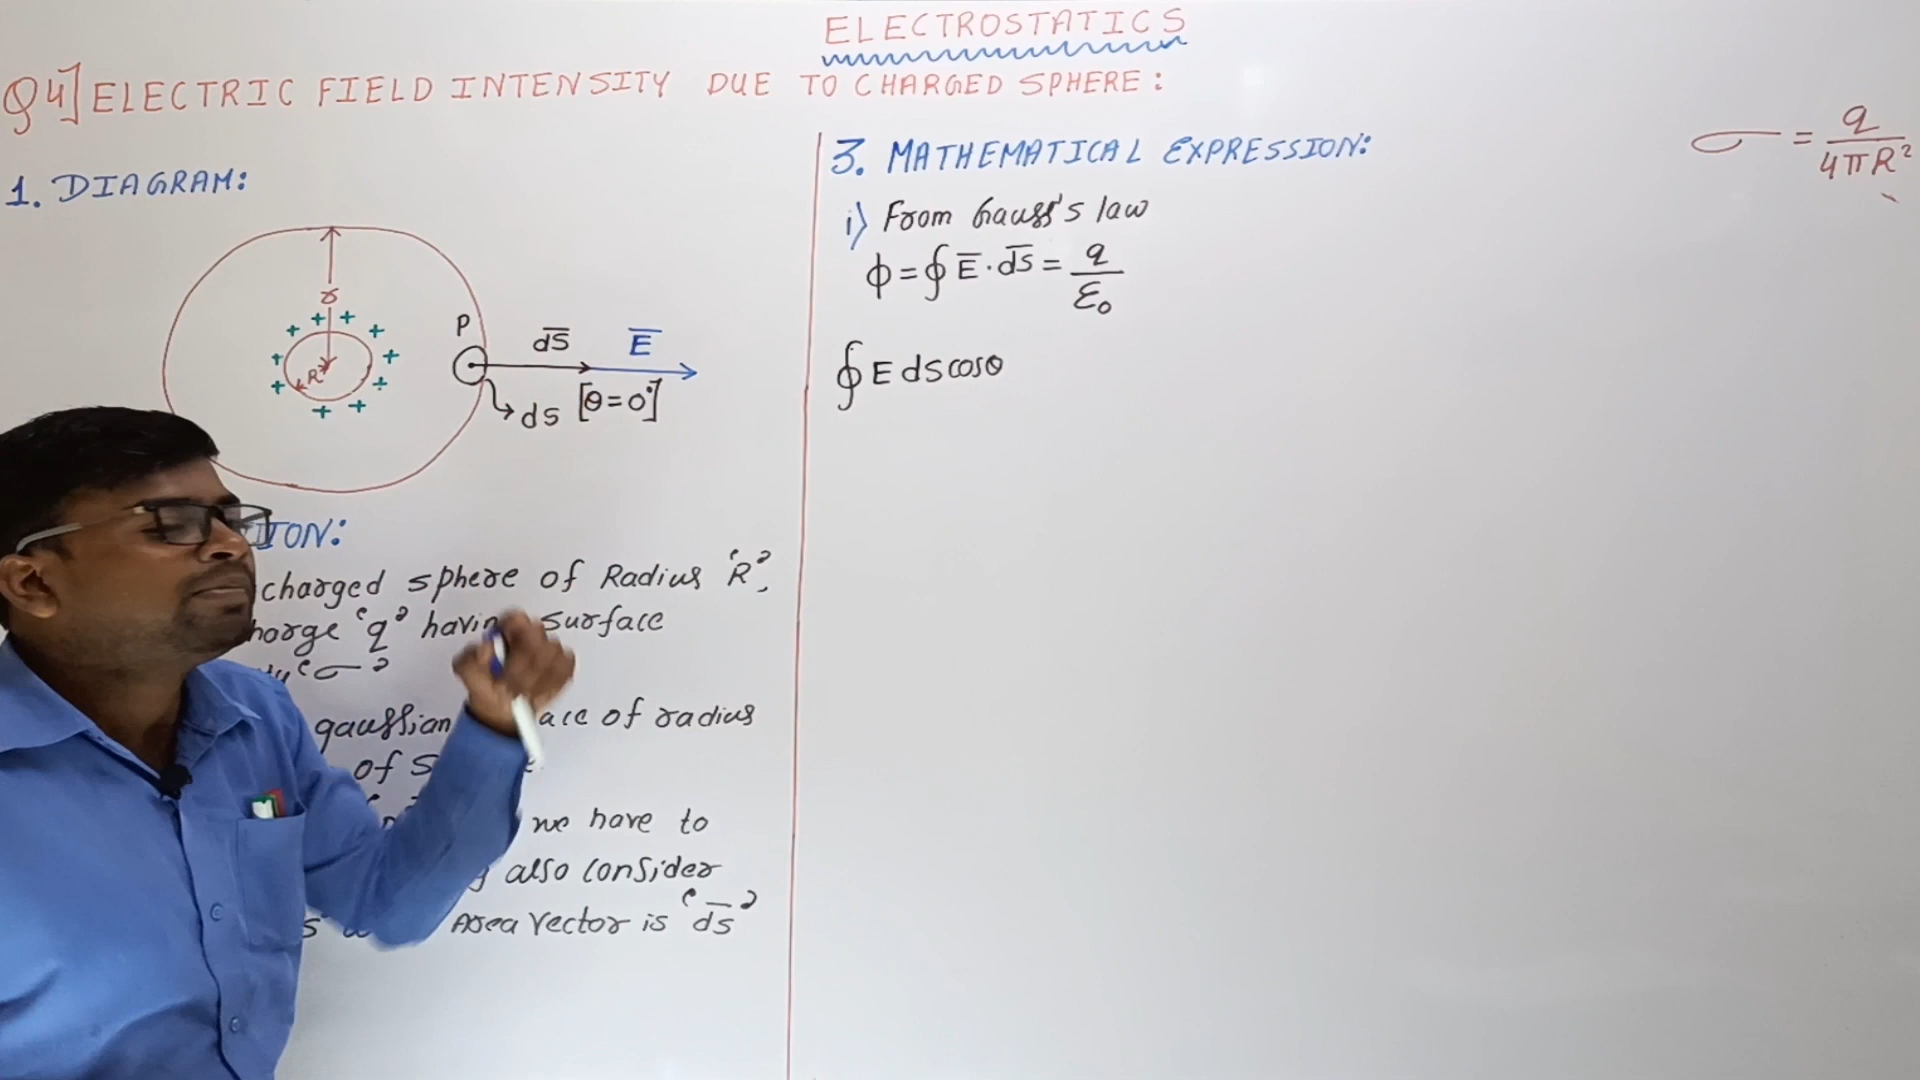 ELECTROSTATICS
Q4] ELECTRIC FIELD INTENSITY DUE TO CHARGED SPHERE:
1. DIAGRAM:
r
R
P
ds
E
ds
[θ=0°]
charged sphere of Radius 'R',
'q' having surface
'σ'
gaussian of radius
of
we have to
also consider
Area Vector is 'ds'
3. MATHEMATICAL EXPRESSION:
i) From Gauss's law
ϕ = ∮ E̅ · d̅s̅ = q/ε₀
∮ E ds cosθ
σ = q/4πR²